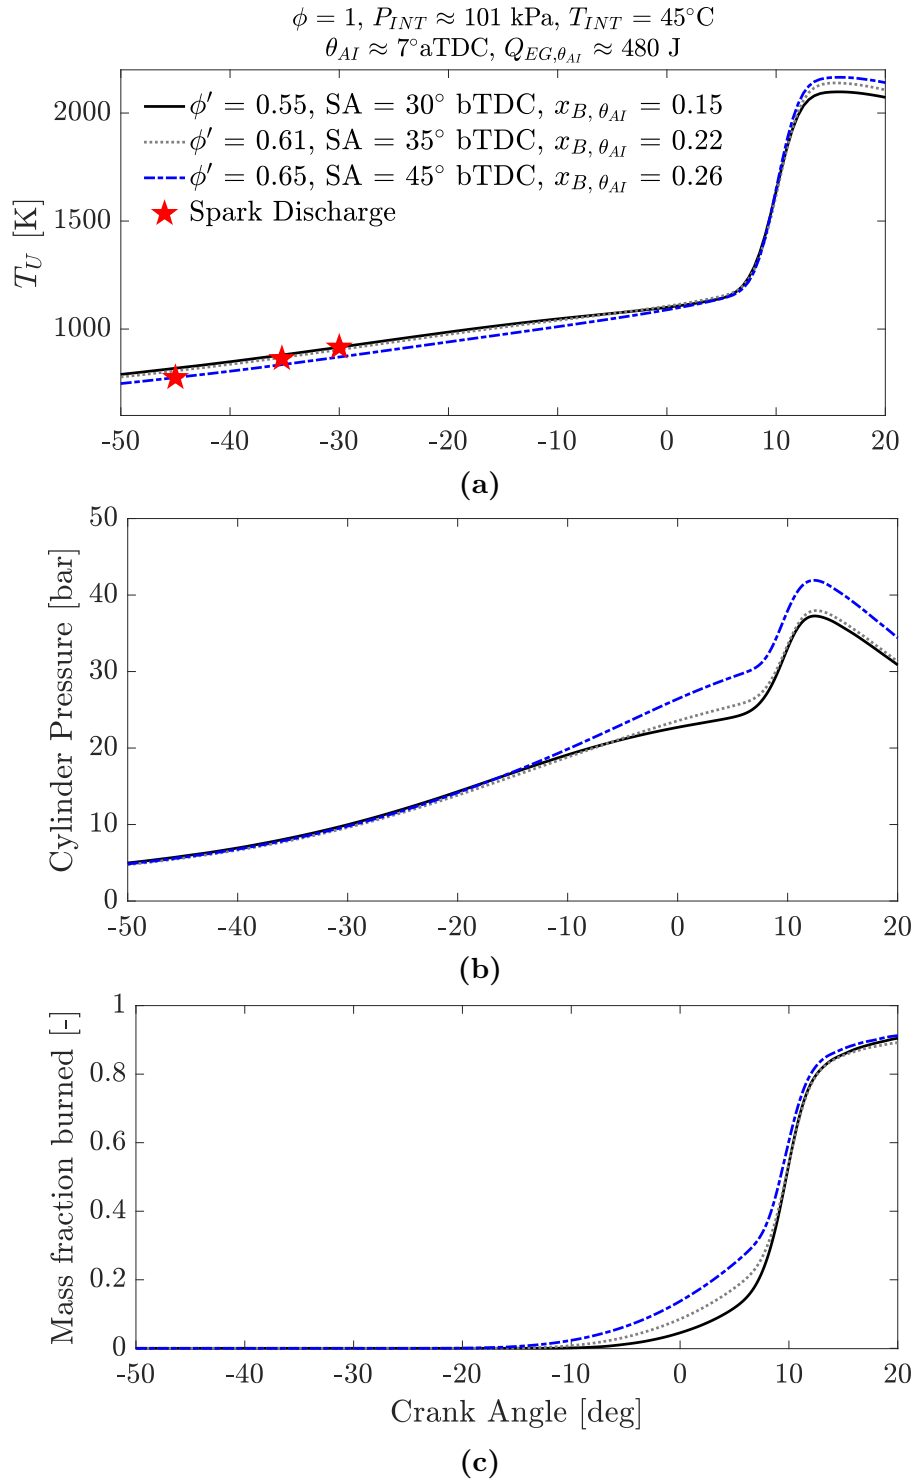 ϕ = 1, P_INT ≈ 101 kPa, T_INT = 45°C
θ_AI ≈ 7°aTDC, Q_EG,θ_AI ≈ 480 J
ϕ′ = 0.55, SA = 30° bTDC, x_B, θ_AI = 0.15
ϕ′ = 0.61, SA = 35° bTDC, x_B, θ_AI = 0.22
ϕ′ = 0.65, SA = 45° bTDC, x_B, θ_AI = 0.26
Spark Discharge
T_U [K]
2000
1500
1000
-50 -40 -30 -20 -10 0 10 20
(a)
Cylinder Pressure [bar]
50
40
30
20
10
0
-50 -40 -30 -20 -10 0 10 20
(b)
Mass fraction burned [-]
1
0.8
0.6
0.4
0.2
0
-50 -40 -30 -20 -10 0 10 20
Crank Angle [deg]
(c)